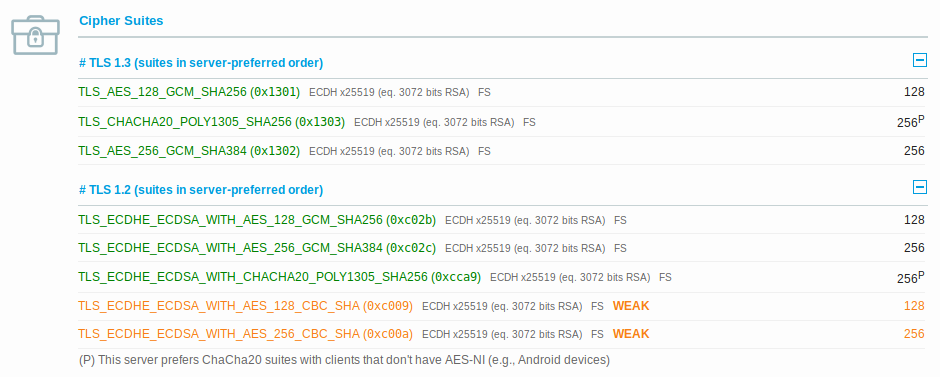 Cipher Suites
# TLS 1.3 (suites in server-preferred order)
TLS_AES_128_GCM_SHA256 (0x1301) ECDH x25519 (eq. 3072 bits RSA) FS 128
TLS_CHACHA20_POLY1305_SHA256 (0x1303) ECDH x25519 (eq. 3072 bits RSA) FS 256P
TLS_AES_256_GCM_SHA384 (0x1302) ECDH x25519 (eq. 3072 bits RSA) FS 256
# TLS 1.2 (suites in server-preferred order)
TLS_ECDHE_ECDSA_WITH_AES_128_GCM_SHA256 (0xc02b) ECDH x25519 (eq. 3072 bits RSA) FS 128
TLS_ECDHE_ECDSA_WITH_AES_256_GCM_SHA384 (0xc02c) ECDH x25519 (eq. 3072 bits RSA) FS 256
TLS_ECDHE_ECDSA_WITH_CHACHA20_POLY1305_SHA256 (0xcca9) ECDH x25519 (eq. 3072 bits RSA) FS 256P
TLS_ECDHE_ECDSA_WITH_AES_128_CBC_SHA (0xc009) ECDH x25519 (eq. 3072 bits RSA) FS WEAK 128
TLS_ECDHE_ECDSA_WITH_AES_256_CBC_SHA (0xc00a) ECDH x25519 (eq. 3072 bits RSA) FS WEAK 256
(P) This server prefers ChaCha20 suites with clients that don't have AES-NI (e.g., Android devices)